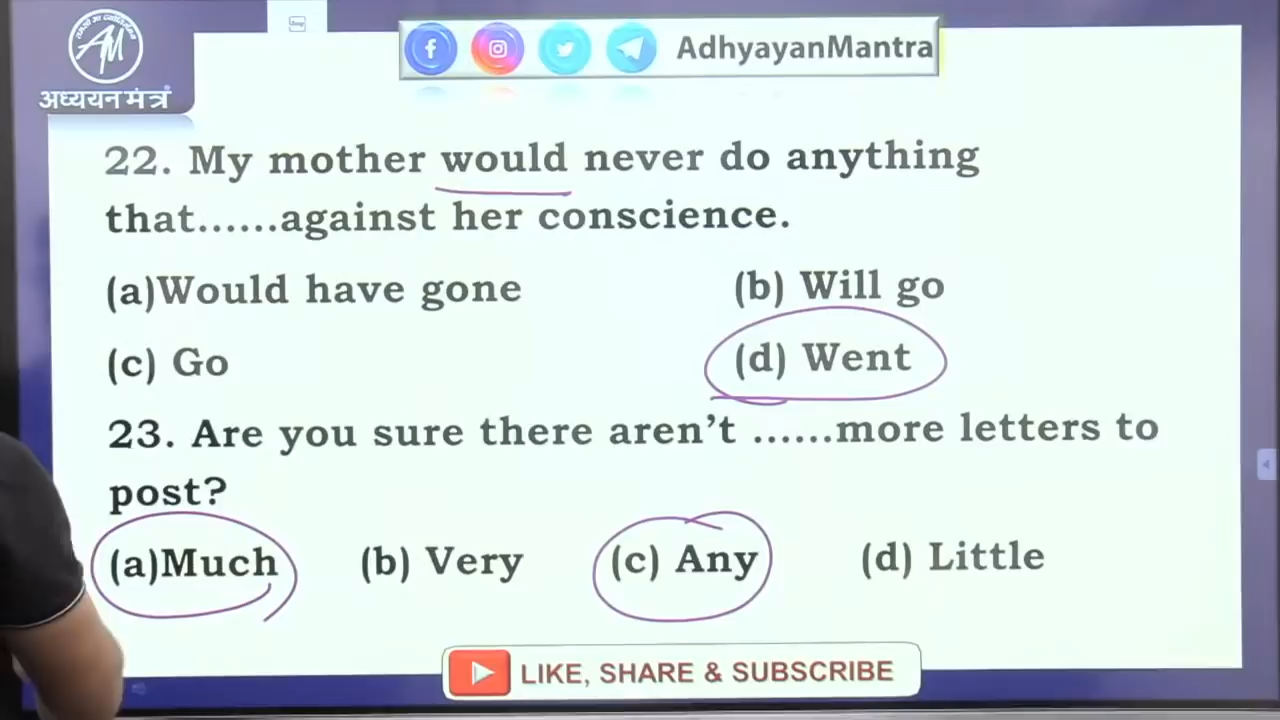 AdhyayanMantra
AM
अध्ययन मंत्रं
22. My mother would never do anything
that......against her conscience.
(a)Would have gone (b) Will go
(c) Go (d) Went
23. Are you sure there aren't ......more letters to
post?
(a)Much (b) Very (c) Any (d) Little
LIKE, SHARE & SUBSCRIBE